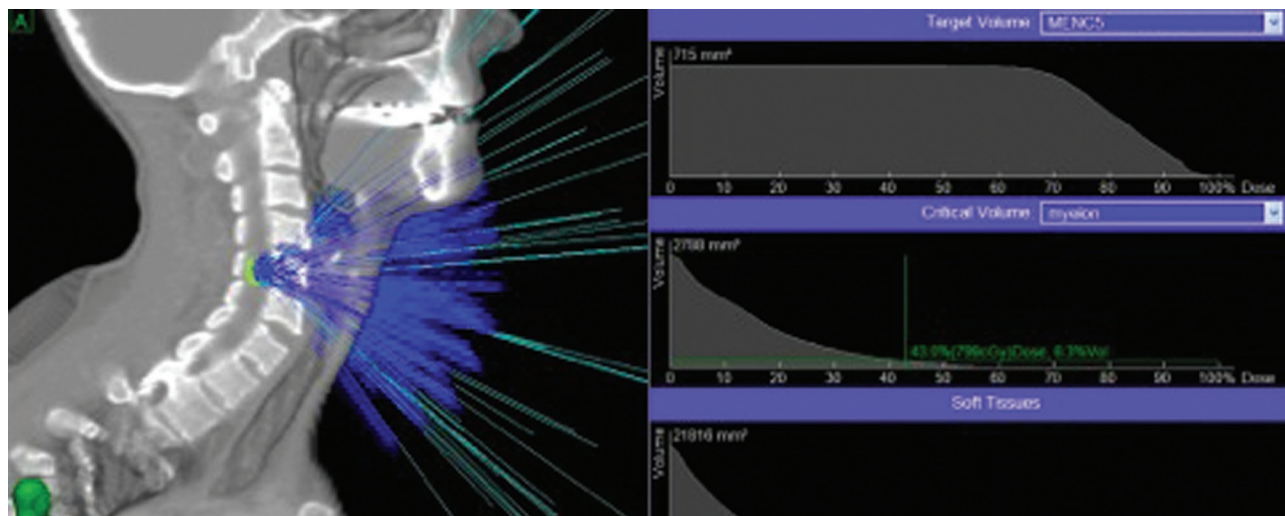 A
Target Volume MENC5
715 mm³
Volume
0 10 20 30 40 50 60 70 80 90 100% Dose
Critical Volume myelon
2788 mm³
Volume
43.0%(799cGy)Dose, 6.3%Vol
0 10 20 30 40 50 60 70 80 90 100% Dose
Soft Tissues
21816 mm³
Volume